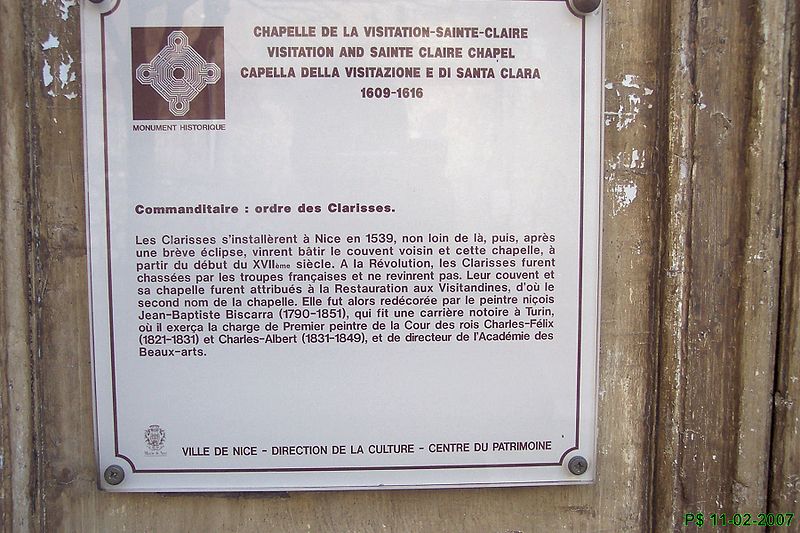 CHAPELLE DE LA VISITATION-SAINTE-CLAIRE
VISITATION AND SAINTE CLAIRE CHAPEL
CAPELLA DELLA VISITAZIONE E DI SANTA CLARA
1609-1616
MONUMENT HISTORIQUE
Commanditaire : ordre des Clarisses.
Les Clarisses s'installèrent à Nice en 1539, non loin de là, puis, après
une brève éclipse, vinrent bâtir le couvent voisin et cette chapelle, à
partir du début du XVIIème siècle. A la Révolution, les Clarisses furent
chassées par les troupes françaises et ne revinrent pas. Leur couvent et
sa chapelle furent attribués à la Restauration aux Visitandines, d'où le
second nom de la chapelle. Elle fut alors redécorée par le peintre niçois
Jean-Baptiste Biscarra (1790-1851), qui fit une carrière notoire à Turin,
où il exerça la charge de Premier peintre de la Cour des rois Charles-Félix
(1821-1831) et Charles-Albert (1831-1849), et de directeur de l'Académie des
Beaux-arts.
VILLE DE NICE - DIRECTION DE LA CULTURE - CENTRE DU PATRIMOINE
P$ 11-02-2007